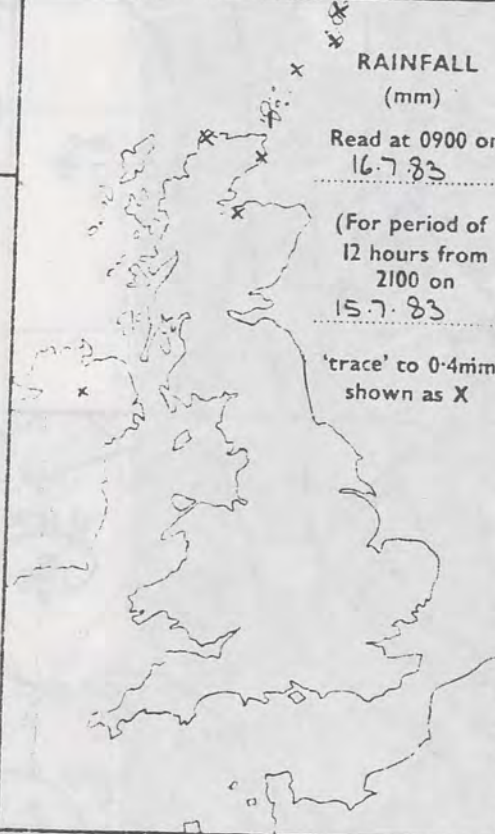 RAINFALL
(mm)
Read at 0900 on
16.7.83
(For period of
12 hours from
2100 on
15.7.83
'trace' to 0·4mm
shown as X
x
x
x
x
x
x
x